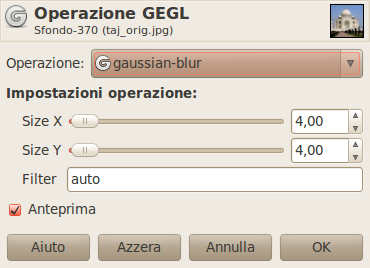 Operazione GEGL
Sfondo-370 (taj_orig.jpg)
Operazione: gaussian-blur
Impostazioni operazione:
Size X 4,00
Size Y 4,00
Filter auto
Anteprima
Aiuto Azzera Annulla OK